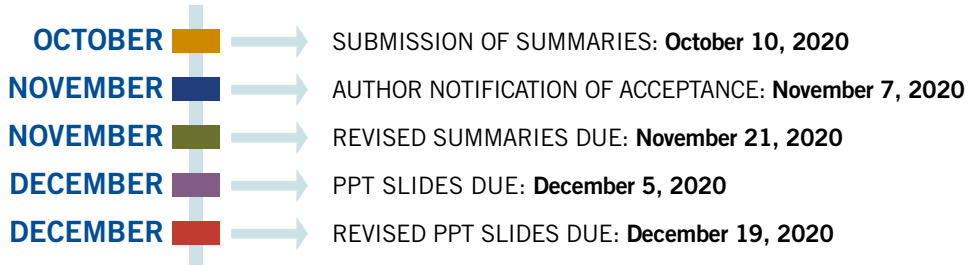 OCTOBER SUBMISSION OF SUMMARIES: October 10, 2020
NOVEMBER AUTHOR NOTIFICATION OF ACCEPTANCE: November 7, 2020
NOVEMBER REVISED SUMMARIES DUE: November 21, 2020
DECEMBER PPT SLIDES DUE: December 5, 2020
DECEMBER REVISED PPT SLIDES DUE: December 19, 2020